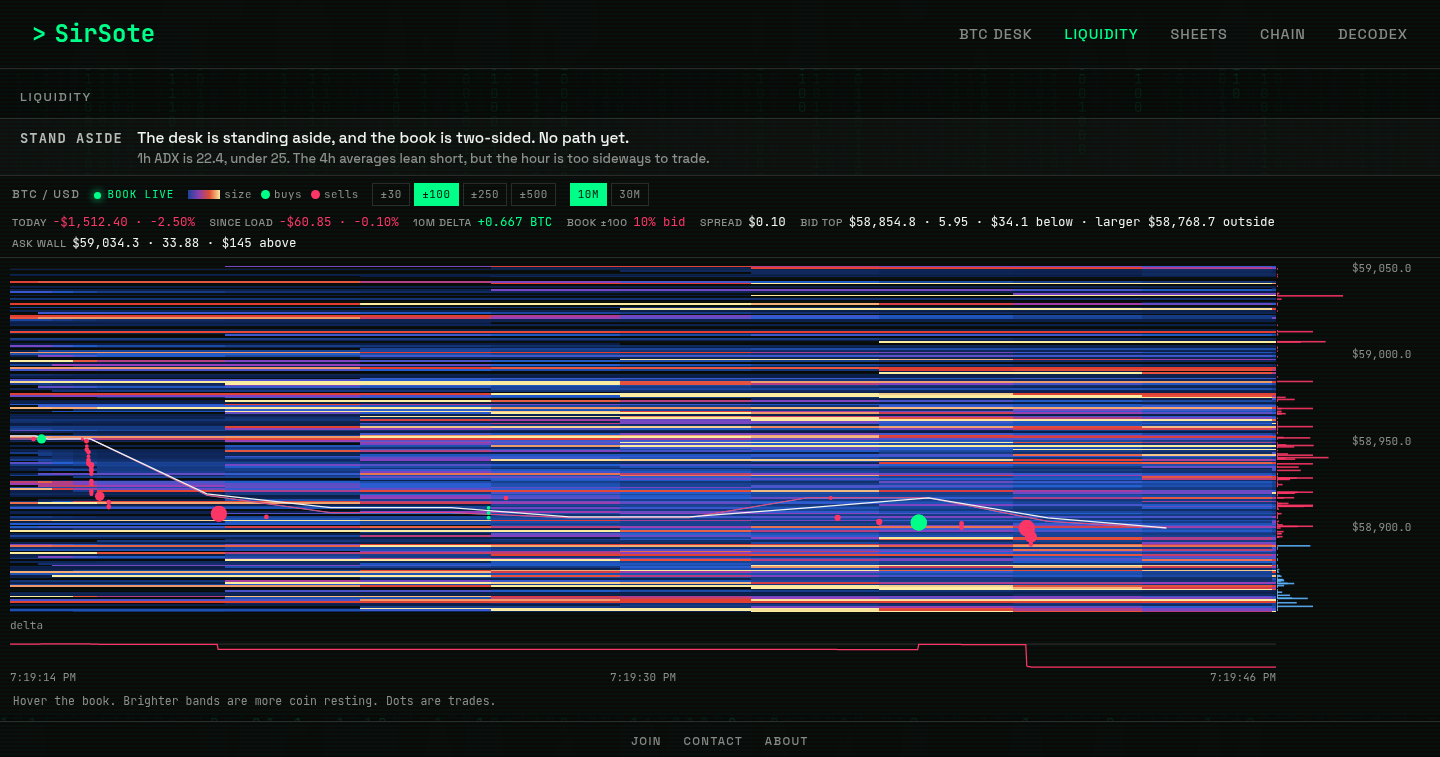 > SirSote
BTC DESK LIQUIDITY SHEETS CHAIN DECODEX
LIQUIDITY
STAND ASIDE The desk is standing aside, and the book is two-sided. No path yet.
1h ADX is 22.4, under 25. The 4h averages lean short, but the hour is too sideways to trade.
BTC / USD BOOK LIVE size buys sells ±30 ±100 ±250 ±500 10M 30M
TODAY -$1,512.40 · -2.50% SINCE LOAD -$60.85 · -0.10% 10M DELTA +0.667 BTC BOOK ±100 10% bid SPREAD $0.10 BID TOP $58,854.8 · 5.95 · $34.1 below · larger $58,768.7 outside
ASK WALL $59,034.3 · 33.88 · $145 above
$59,050.0
$59,000.0
$58,950.0
$58,900.0
delta
7:19:14 PM 7:19:30 PM 7:19:46 PM
Hover the book. Brighter bands are more coin resting. Dots are trades.
JOIN CONTACT ABOUT